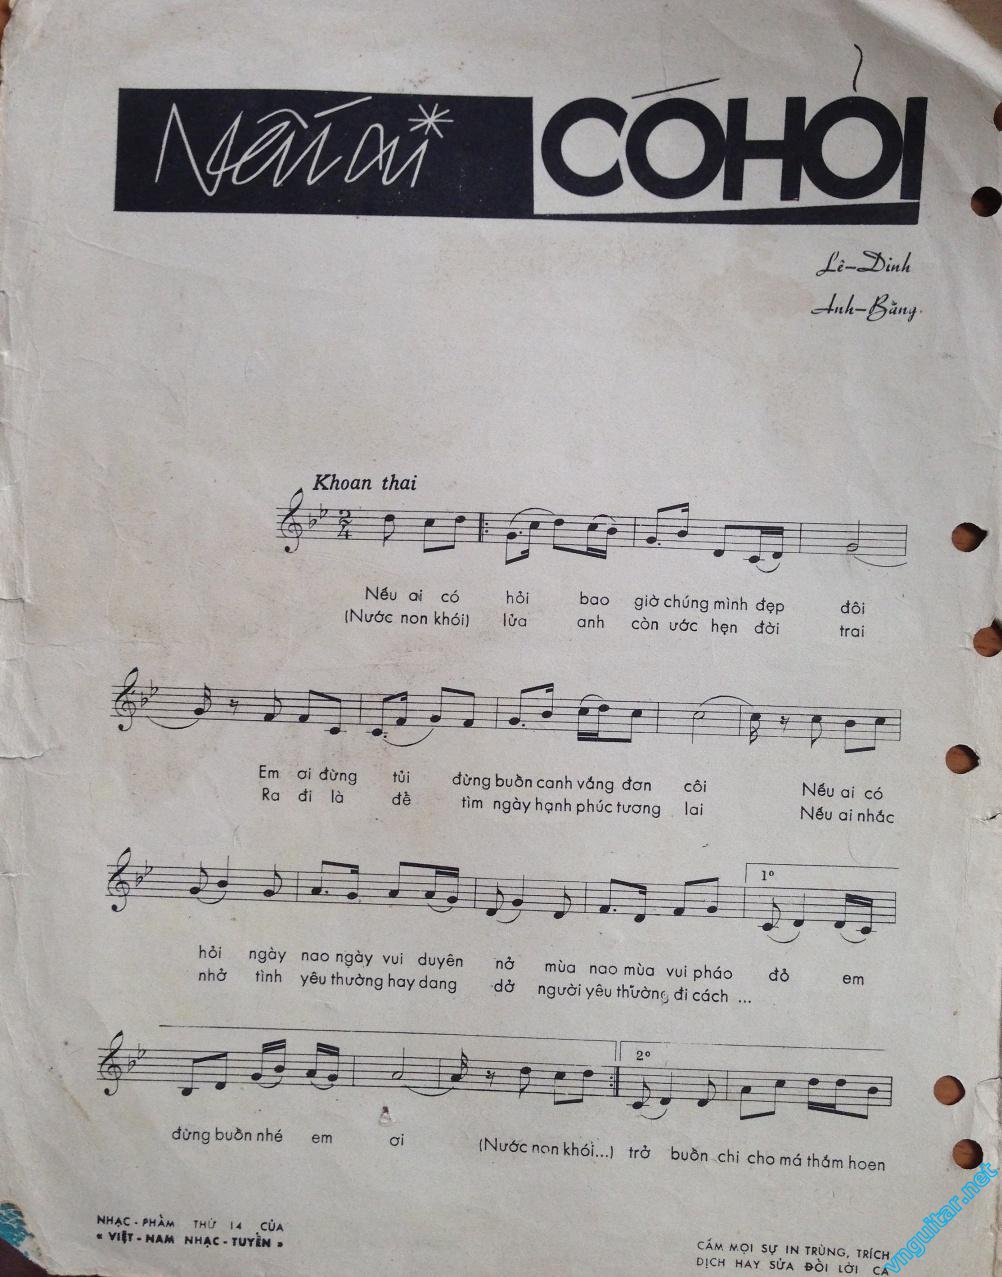 Nếu ai CÓ HỎI
Lê-Dinh
Anh-Bằng
Khoan thai
2
4
Nếu ai có hỏi bao giờ chúng mình đẹp đôi
(Nước non khói) lửa anh còn ước hẹn đời trai
Em ơi đừng tủi đừng buồn canh vắng đơn côi Nếu ai có
Ra đi là để tìm ngày hạnh phúc tương lai Nếu ai nhắc
1º
hỏi ngày nao ngày vui duyên nở mùa nao mùa vui pháo đỏ em
nhở tình yêu thường hay dang dở người yêu thường đi cách ...
2º
đừng buồn nhé em ơi (Nước non khói...) trở buồn chi cho má thắm hoen
NHẠC-PHẨM THỨ 14 CỦA
« VIỆT-NAM NHẠC-TUYỂN »
CẤM MỌI SỰ IN TRÙNG, TRÍCH
DỊCH HAY SỬA ĐỔI LỜI CA
vnguitar.net